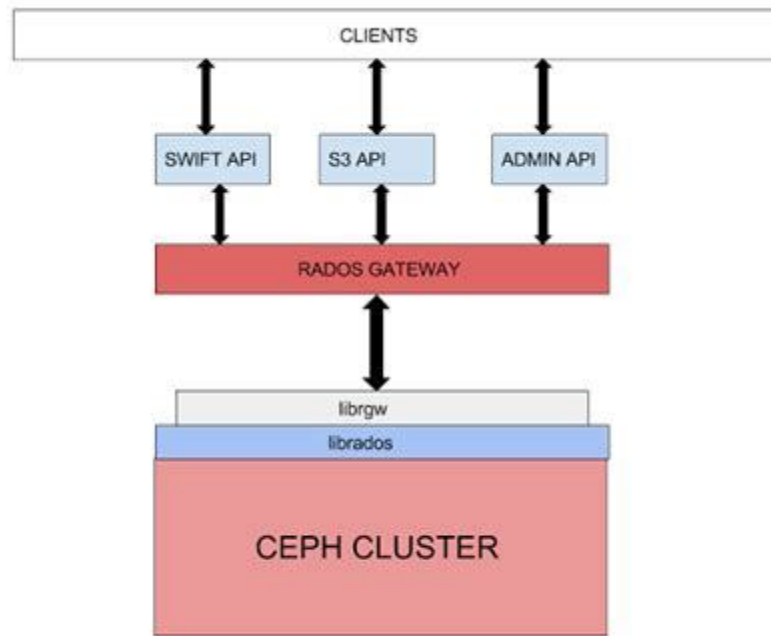 CLIENTS
SWIFT API
S3 API
ADMIN API
RADOS GATEWAY
librgw
librados
CEPH CLUSTER